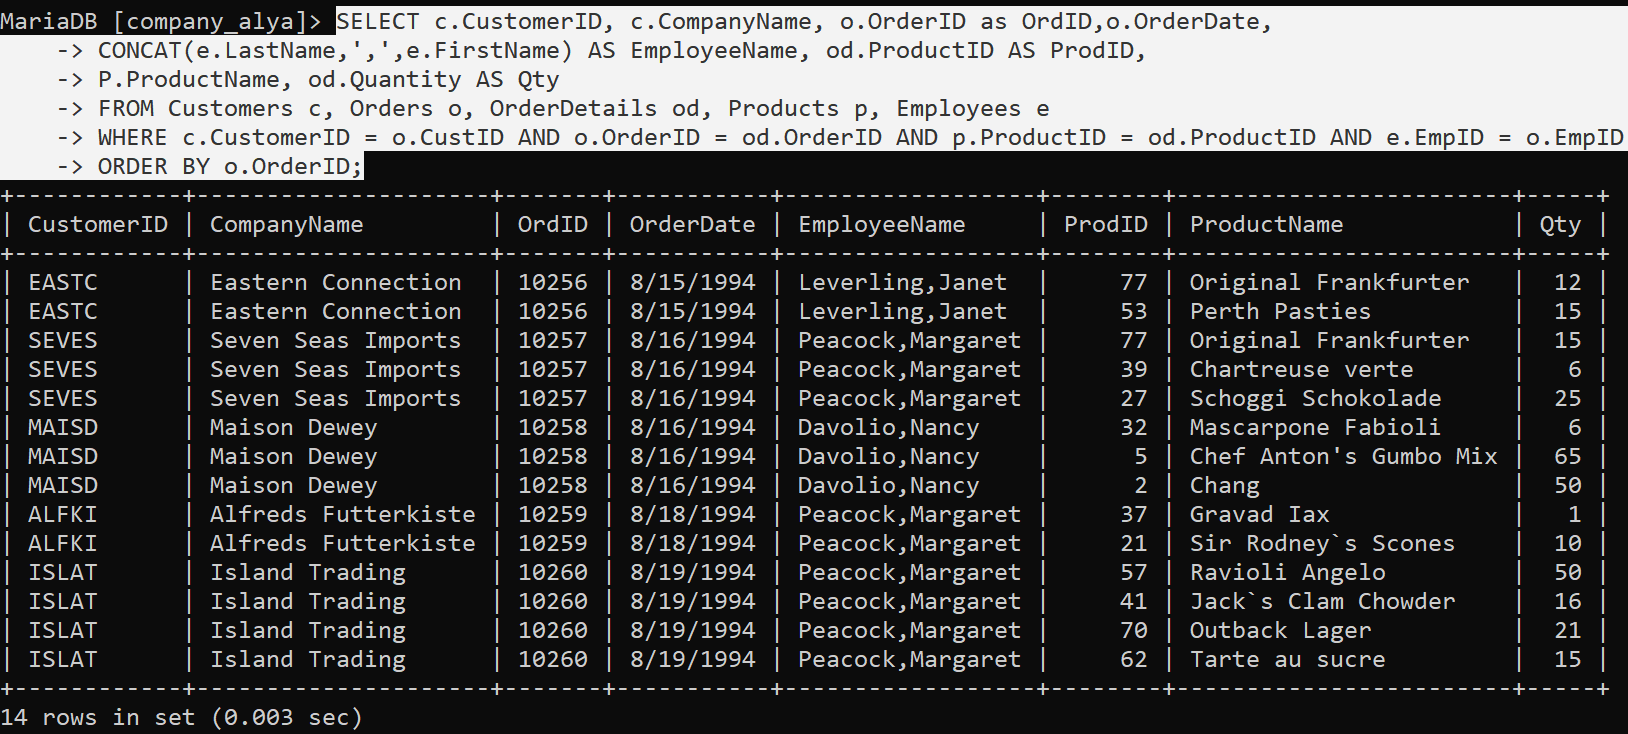 MariaDB [company_alya]> SELECT c.CustomerID, c.CompanyName, o.OrderID as OrdID,o.OrderDate,
    -> CONCAT(e.LastName,',',e.FirstName) AS EmployeeName, od.ProductID AS ProdID,
    -> P.ProductName, od.Quantity AS Qty
    -> FROM Customers c, Orders o, OrderDetails od, Products p, Employees e
    -> WHERE c.CustomerID = o.CustID AND o.OrderID = od.OrderID AND p.ProductID = od.ProductID AND e.EmpID = o.EmpID
    -> ORDER BY o.OrderID;
+------------+---------------------+-------+-----------+------------------+--------+------------------------+-----+
| CustomerID | CompanyName         | OrdID | OrderDate | EmployeeName     | ProdID | ProductName            | Qty |
+------------+---------------------+-------+-----------+------------------+--------+------------------------+-----+
| EASTC      | Eastern Connection  | 10256 | 8/15/1994 | Leverling,Janet  |     77 | Original Frankfurter   |  12 |
| EASTC      | Eastern Connection  | 10256 | 8/15/1994 | Leverling,Janet  |     53 | Perth Pasties          |  15 |
| SEVES      | Seven Seas Imports  | 10257 | 8/16/1994 | Peacock,Margaret |     77 | Original Frankfurter   |  15 |
| SEVES      | Seven Seas Imports  | 10257 | 8/16/1994 | Peacock,Margaret |     39 | Chartreuse verte       |   6 |
| SEVES      | Seven Seas Imports  | 10257 | 8/16/1994 | Peacock,Margaret |     27 | Schoggi Schokolade     |  25 |
| MAISD      | Maison Dewey        | 10258 | 8/16/1994 | Davolio,Nancy    |     32 | Mascarpone Fabioli     |   6 |
| MAISD      | Maison Dewey        | 10258 | 8/16/1994 | Davolio,Nancy    |      5 | Chef Anton's Gumbo Mix |  65 |
| MAISD      | Maison Dewey        | 10258 | 8/16/1994 | Davolio,Nancy    |      2 | Chang                  |  50 |
| ALFKI      | Alfreds Futterkiste | 10259 | 8/18/1994 | Peacock,Margaret |     37 | Gravad Iax             |   1 |
| ALFKI      | Alfreds Futterkiste | 10259 | 8/18/1994 | Peacock,Margaret |     21 | Sir Rodney`s Scones    |  10 |
| ISLAT      | Island Trading      | 10260 | 8/19/1994 | Peacock,Margaret |     57 | Ravioli Angelo         |  50 |
| ISLAT      | Island Trading      | 10260 | 8/19/1994 | Peacock,Margaret |     41 | Jack`s Clam Chowder    |  16 |
| ISLAT      | Island Trading      | 10260 | 8/19/1994 | Peacock,Margaret |     70 | Outback Lager          |  21 |
| ISLAT      | Island Trading      | 10260 | 8/19/1994 | Peacock,Margaret |     62 | Tarte au sucre         |  15 |
+------------+---------------------+-------+-----------+------------------+--------+------------------------+-----+
14 rows in set (0.003 sec)